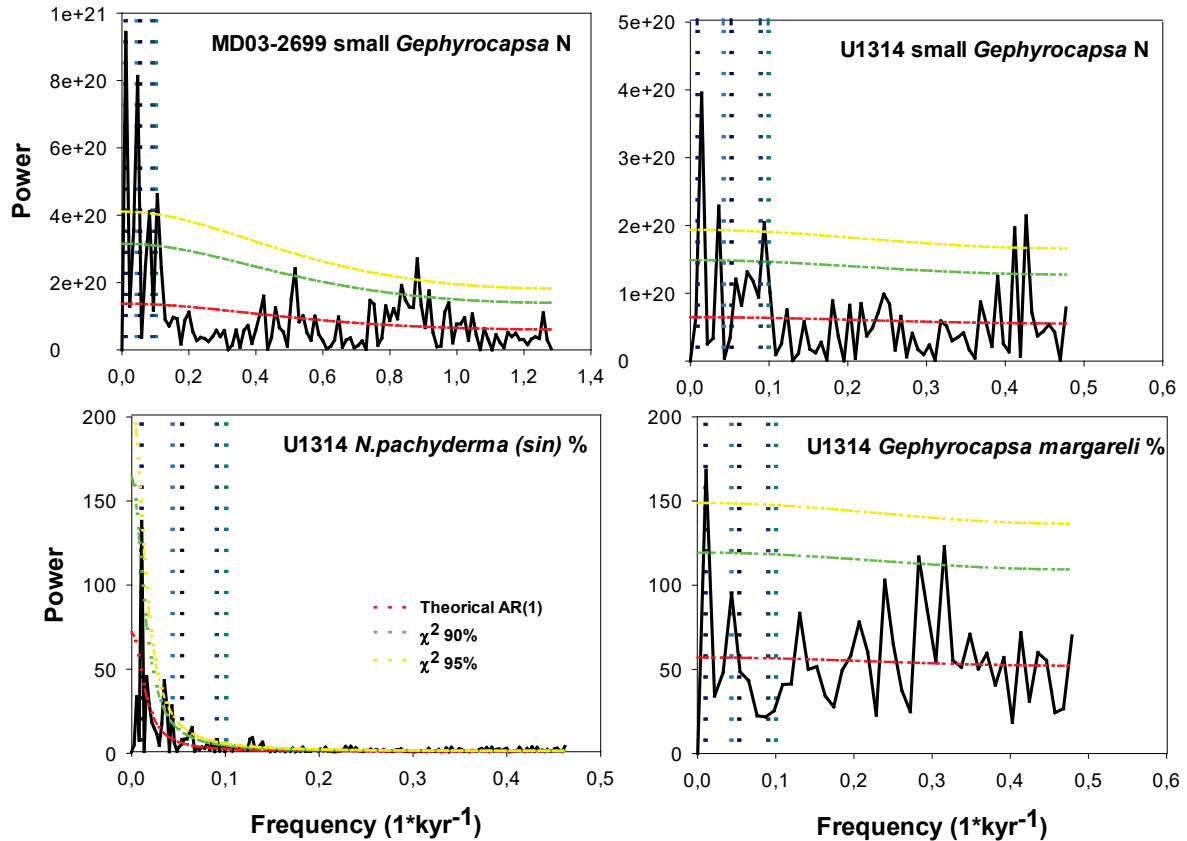 MD03-2699 small Gephyrocapsa N
Power
1e+21
8e+20
6e+20
4e+20
2e+20
0
0,0 0,2 0,4 0,6 0,8 1,0 1,2 1,4
U1314 small Gephyrocapsa N
5e+20
4e+20
3e+20
2e+20
1e+20
0
0,0 0,1 0,2 0,3 0,4 0,5 0,6
U1314 N.pachyderma (sin) %
Power
200
150
100
50
0
Theorical AR(1)
χ² 90%
χ² 95%
0,0 0,1 0,2 0,3 0,4 0,5
Frequency (1*kyr⁻¹)
U1314 Gephyrocapsa margareli %
200
150
100
50
0
0,0 0,1 0,2 0,3 0,4 0,5 0,6
Frequency (1*kyr⁻¹)